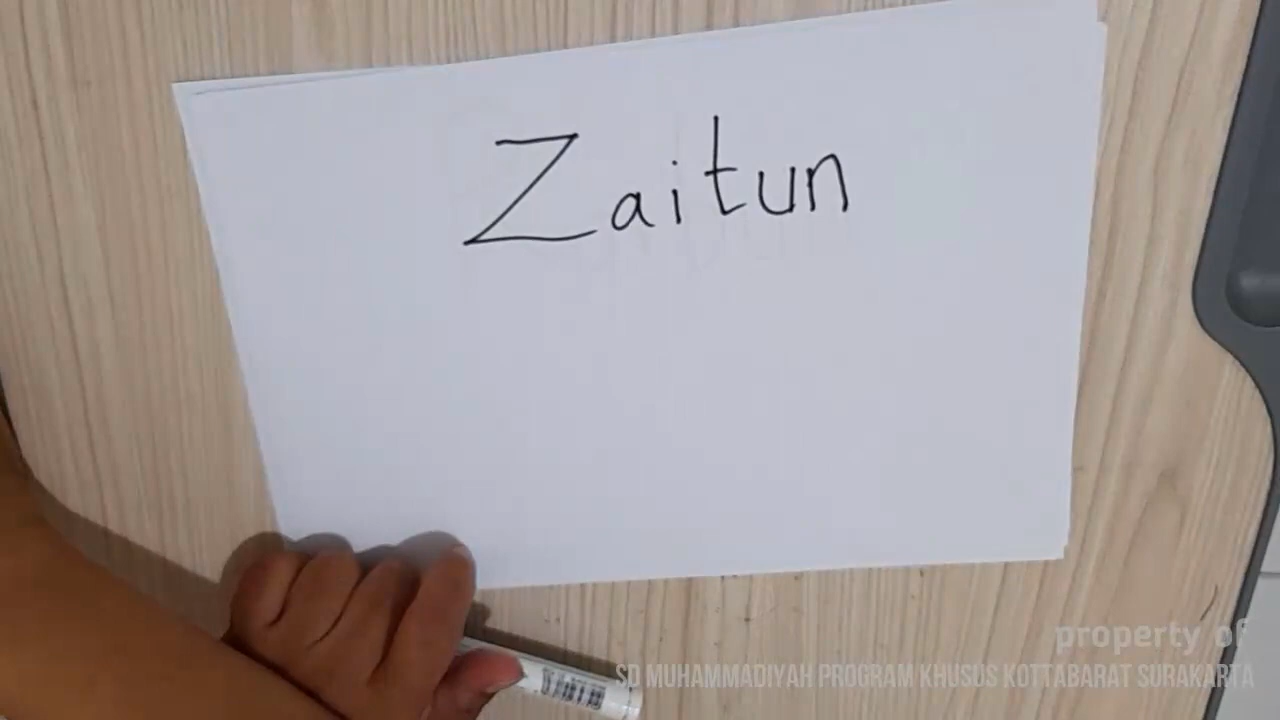 Zaitun
property of
SD MUHAMMADIYAH PROGRAM KHUSUS KOTTABARAT SURAKARTA